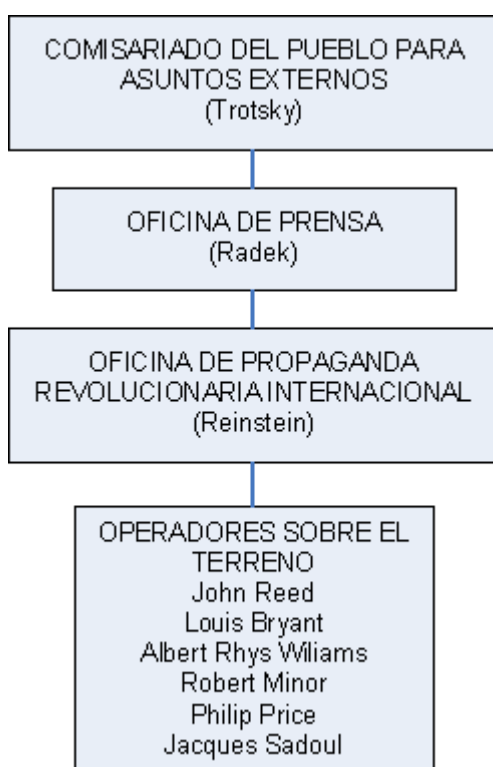 COMISARIADO DEL PUEBLO PARA
ASUNTOS EXTERNOS
(Trotsky)
OFICINA DE PRENSA
(Radek)
OFICINA DE PROPAGANDA
REVOLUCIONARIA INTERNACIONAL
(Reinstein)
OPERADORES SOBRE EL
TERRENO
John Reed
Louis Bryant
Albert Rhys Wiliams
Robert Minor
Philip Price
Jacques Sadoul